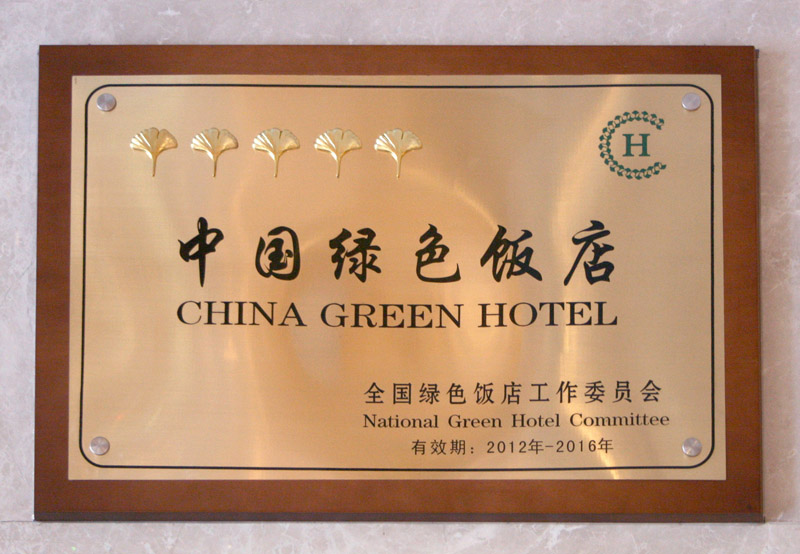 H
中国绿色饭店
CHINA GREEN HOTEL
全国绿色饭店工作委员会
National Green Hotel Committee
有效期：2012年-2016年